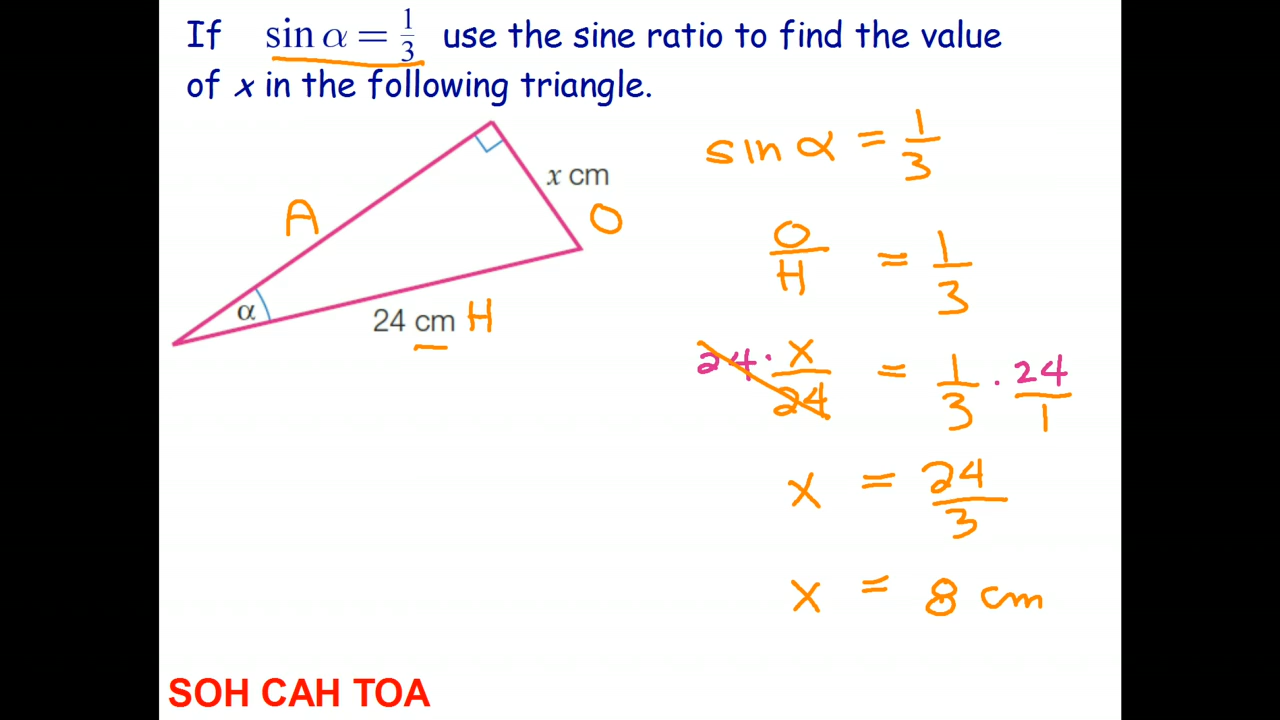 If sin α = 1/3 use the sine ratio to find the value
of x in the following triangle.
sin α = 1/3
x cm
A
O
O/H = 1/3
α
24 cm H
24 · x/24 = 1/3 · 24/1
x = 24/3
x = 8 cm
SOH CAH TOA